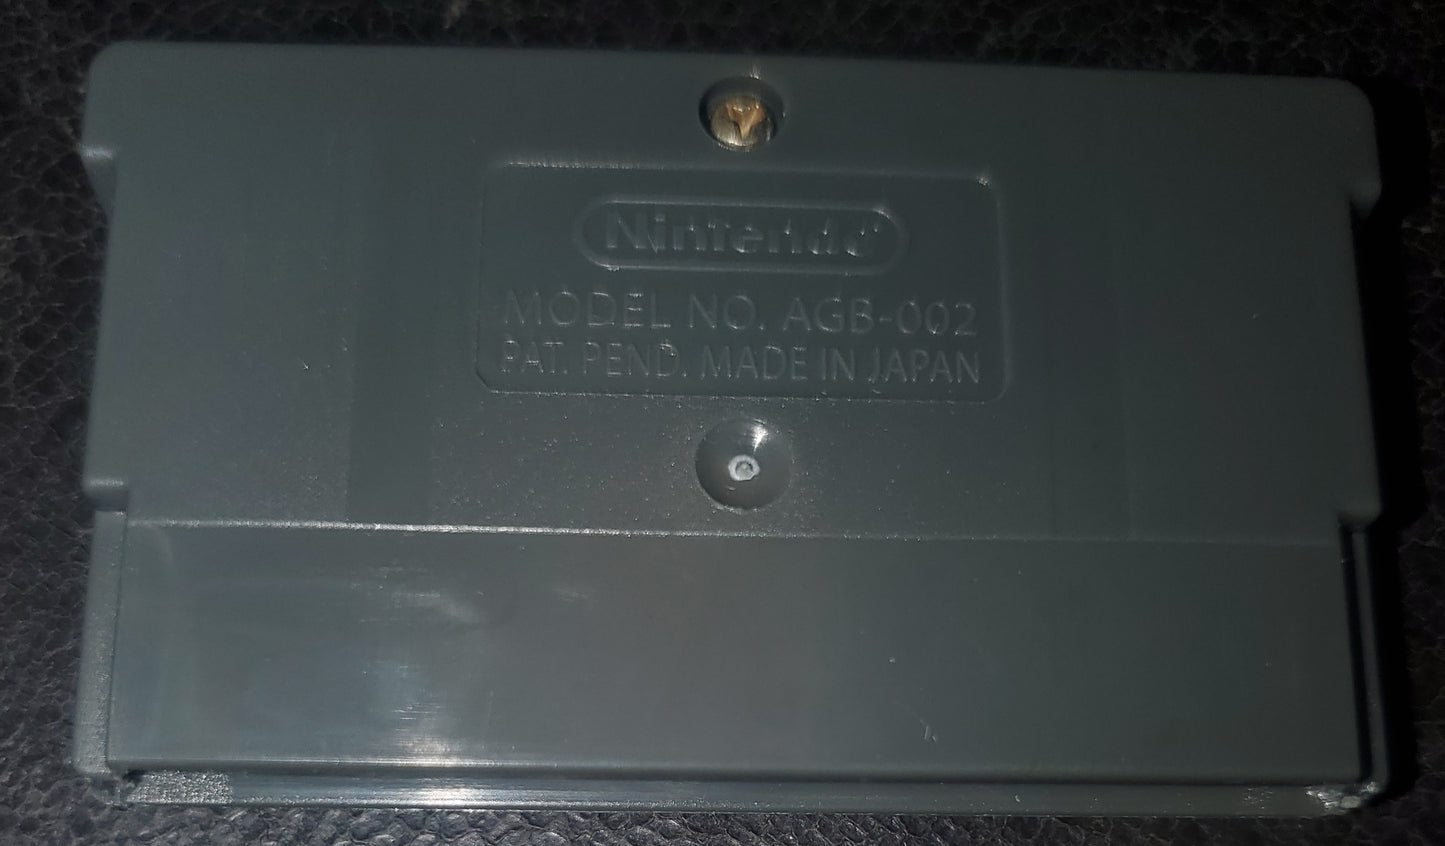 Nintendo
MODEL NO. AGB-002
PAT. PEND. MADE IN JAPAN